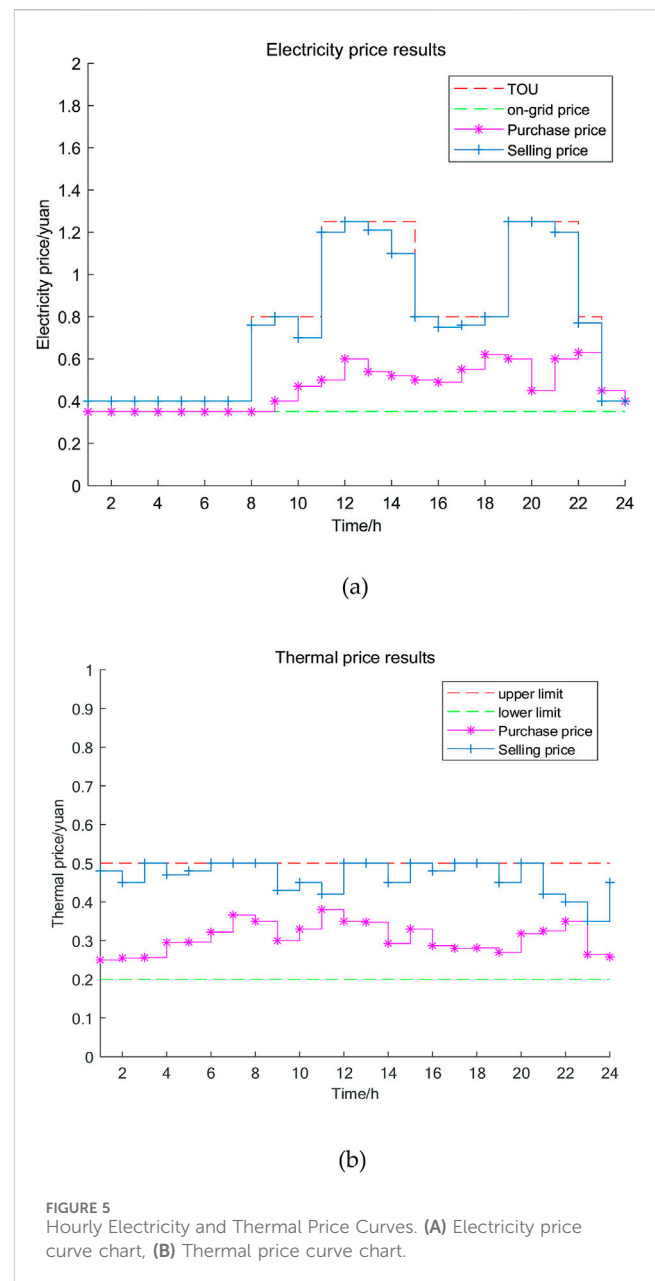 Electricity price results
2
1.8
1.6
1.4
1.2
1
0.8
0.6
0.4
0.2
0
Electricity price/yuan
TOU
on-grid price
Purchase price
Selling price
2 4 6 8 10 12 14 16 18 20 22 24
Time/h
(a)
Thermal price results
1
0.9
0.8
0.7
0.6
0.5
0.4
0.3
0.2
0.1
0
Thermal price/yuan
upper limit
lower limit
Purchase price
Selling price
2 4 6 8 10 12 14 16 18 20 22 24
Time/h
(b)
FIGURE 5
Hourly Electricity and Thermal Price Curves. (A) Electricity price
curve chart, (B) Thermal price curve chart.